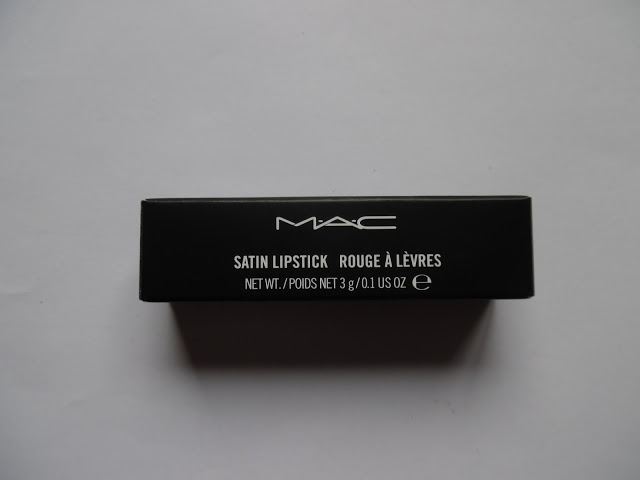 M·A·C
SATIN LIPSTICK ROUGE À LÈVRES
NET WT./POIDS NET 3 g/0.1 US OZ ℮